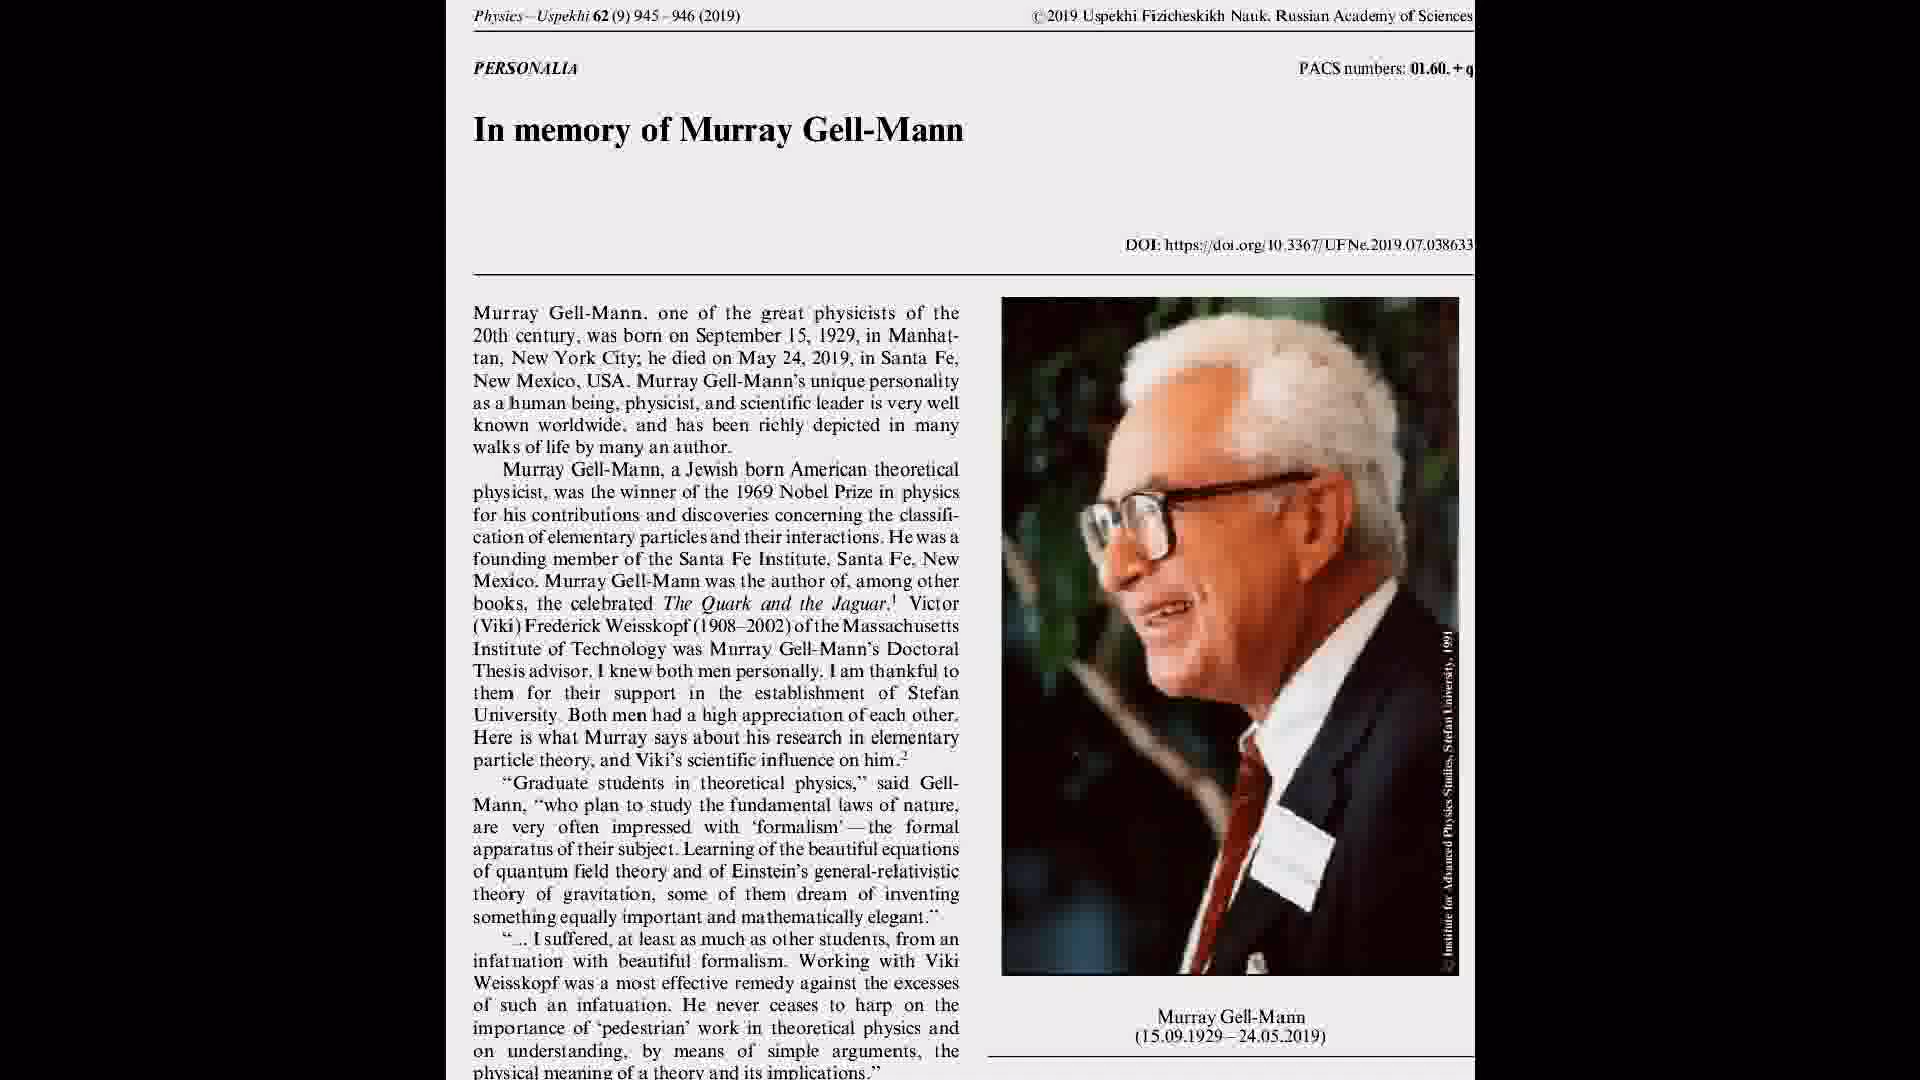 Physics – Uspekhi 62 (9) 945 – 946 (2019)
© 2019 Uspekhi Fizicheskikh Nauk, Russian Academy of Sciences
PERSONALIA
PACS numbers: 01.60. + q
In memory of Murray Gell-Mann
DOI: https://doi.org/10.3367/UFNe.2019.07.038633
Murray Gell-Mann, one of the great physicists of the
20th century, was born on September 15, 1929, in Manhat-
tan, New York City; he died on May 24, 2019, in Santa Fe,
New Mexico, USA. Murray Gell-Mann's unique personality
as a human being, physicist, and scientific leader is very well
known worldwide, and has been richly depicted in many
walks of life by many an author.
Murray Gell-Mann, a Jewish born American theoretical
physicist, was the winner of the 1969 Nobel Prize in physics
for his contributions and discoveries concerning the classifi-
cation of elementary particles and their interactions. He was a
founding member of the Santa Fe Institute, Santa Fe, New
Mexico. Murray Gell-Mann was the author of, among other
books, the celebrated The Quark and the Jaguar.¹ Victor
(Viki) Frederick Weisskopf (1908–2002) of the Massachusetts
Institute of Technology was Murray Gell-Mann's Doctoral
Thesis advisor. I knew both men personally. I am thankful to
them for their support in the establishment of Stefan
University. Both men had a high appreciation of each other.
Here is what Murray says about his research in elementary
particle theory, and Viki's scientific influence on him.²
“Graduate students in theoretical physics,” said Gell-
Mann, “who plan to study the fundamental laws of nature,
are very often impressed with ‘formalism’ — the formal
apparatus of their subject. Learning of the beautiful equations
of quantum field theory and of Einstein's general-relativistic
theory of gravitation, some of them dream of inventing
something equally important and mathematically elegant.”
“... I suffered, at least as much as other students, from an
infatuation with beautiful formalism. Working with Viki
Weisskopf was a most effective remedy against the excesses
of such an infatuation. He never ceases to harp on the
importance of ‘pedestrian’ work in theoretical physics and
on understanding, by means of simple arguments, the
physical meaning of a theory and its implications.”
© Institute for Advanced Physics Studies, Stefan University, 1991
Murray Gell-Mann
(15.09.1929 – 24.05.2019)